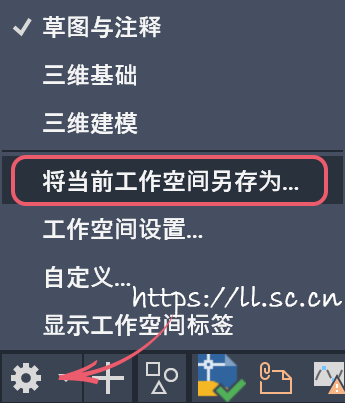 草图与注释
三维基础
三维建模
将当前工作空间另存为...
工作空间设置...
自定义...
https://ll.sc.cn
显示工作空间标签